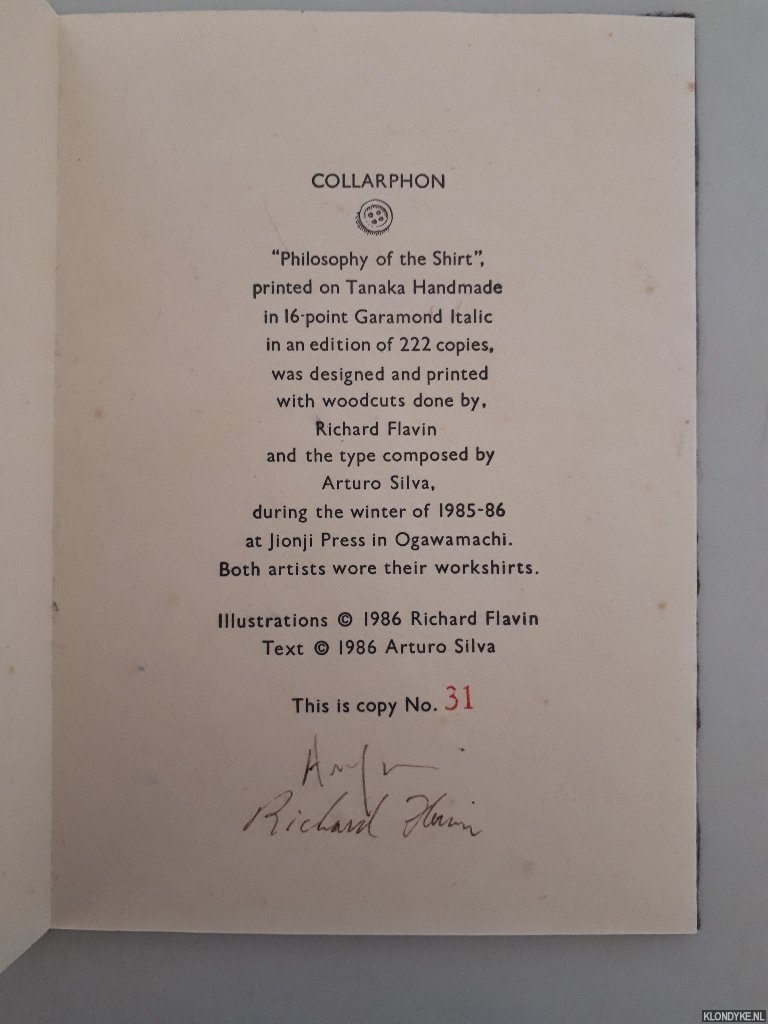 COLLARPHON
“Philosophy of the Shirt”,
printed on Tanaka Handmade
in 16-point Garamond Italic
in an edition of 222 copies,
was designed and printed
with woodcuts done by,
Richard Flavin
and the type composed by
Arturo Silva,
during the winter of 1985-86
at Jionji Press in Ogawamachi.
Both artists wore their workshirts.
Illustrations © 1986 Richard Flavin
Text © 1986 Arturo Silva
This is copy No. 31
Richard Flavin
KLONDYKE.NL